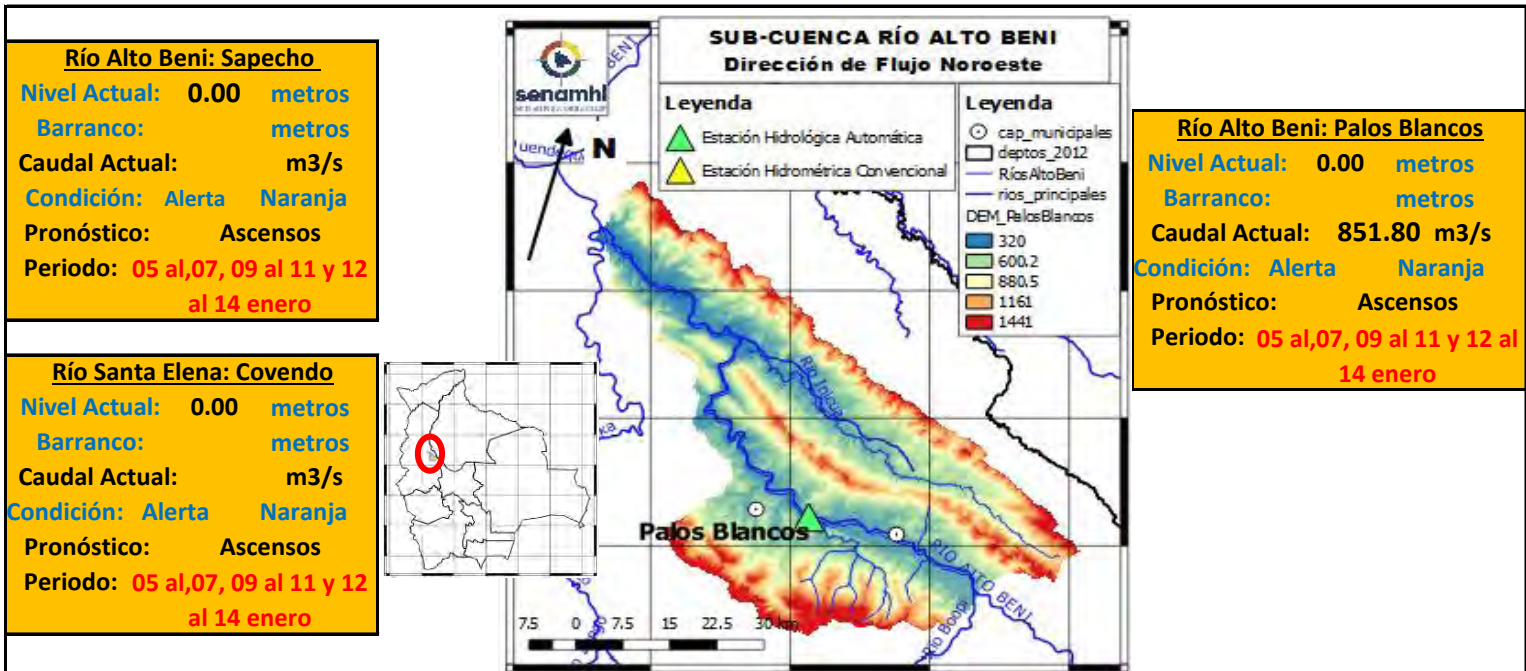 Río Alto Beni: Sapecho
Nivel Actual: 0.00 metros
Barranco: metros
Caudal Actual: m3/s
Condición: Alerta Naranja
Pronóstico: Ascensos
Periodo: 05 al,07, 09 al 11 y 12
al 14 enero
Río Santa Elena: Covendo
Nivel Actual: 0.00 metros
Barranco: metros
Caudal Actual: m3/s
Condición: Alerta Naranja
Pronóstico: Ascensos
Periodo: 05 al,07, 09 al 11 y 12
al 14 enero
senamhi
BENI
SUB-CUENCA RÍO ALTO BENI
Dirección de Flujo Noroeste
Leyenda
Estación Hidrológica Automática
Estación Hidrométrica Convencional
Leyenda
cap_municipales
deptos_2012
RíosAltoBeni
rios_principales
DEM_PalosBlancos
320
600.2
880.5
1161
1441
N
Río Inicua
Palos Blancos
RÍO ALTO BENI
Río Boopi
7.5 0 7.5 15 22.5 30 km
Río Alto Beni: Palos Blancos
Nivel Actual: 0.00 metros
Barranco: metros
Caudal Actual: 851.80 m3/s
Condición: Alerta Naranja
Pronóstico: Ascensos
Periodo: 05 al,07, 09 al 11 y 12 al
14 enero